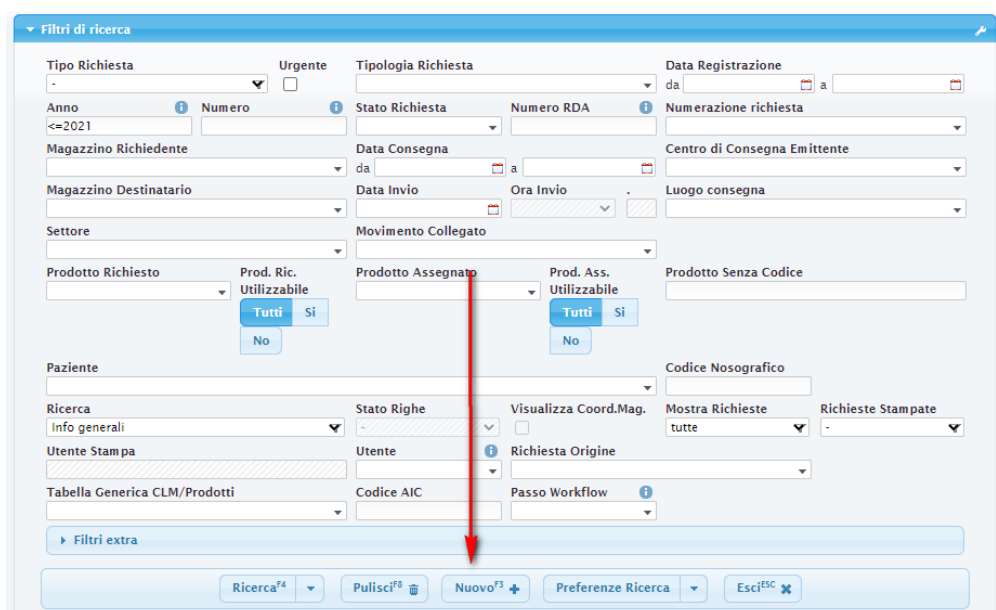 Filtri di ricerca
Tipo Richiesta Urgente Tipologia Richiesta Data Registrazione
- da a
Anno Numero Stato Richiesta Numero RDA Numerazione richiesta
<=2021
Magazzino Richiedente Data Consegna Centro di Consegna Emittente
da a
Magazzino Destinatario Data Invio Ora Invio . Luogo consegna
Settore Movimento Collegato
Prodotto Richiesto Prod. Ric. Utilizzabile Prodotto Assegnato Prod. Ass. Utilizzabile Prodotto Senza Codice
Tutti Si Tutti Si
No No
Paziente Codice Nosografico
Ricerca Stato Righe Visualizza Coord.Mag. Mostra Richieste Richieste Stampate
Info generali - tutte -
Utente Stampa Utente Richiesta Origine
Tabella Generica CLM/Prodotti Codice AIC Passo Workflow
Filtri extra
RicercaF4 PulisciF8 NuovoF3 Preferenze Ricerca EsciESC